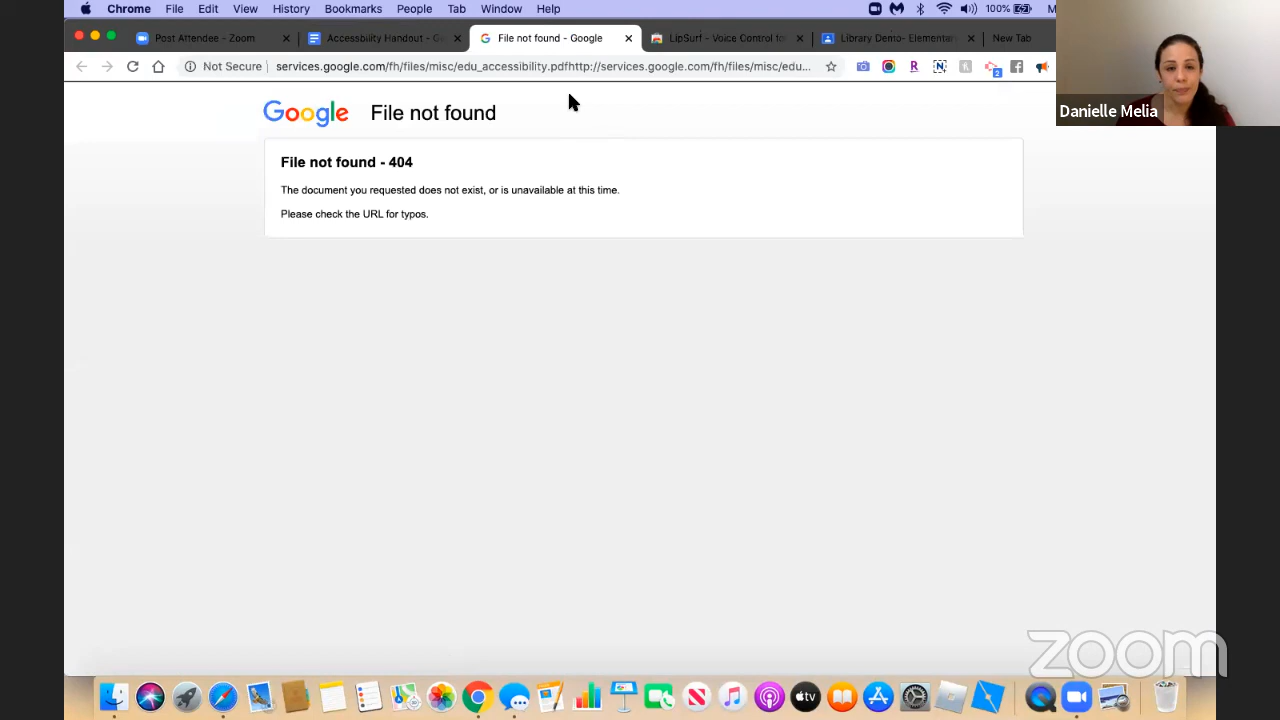 Chrome File Edit View History Bookmarks People Tab Window Help 100%
Post Attendee - Zoom
Accessbility Handout - G
File not found - Google
LipSurf - Voice Control fo
Library Demo- Elementary
New Tab
Not Secure services.google.com/fh/files/misc/edu_accessibility.pdfhttp://services.google.com/fh/files/misc/edu...
Danielle Melia
Google File not found
File not found - 404
The document you requested does not exist, or is unavailable at this time.
Please check the URL for typos.
zoom
tv